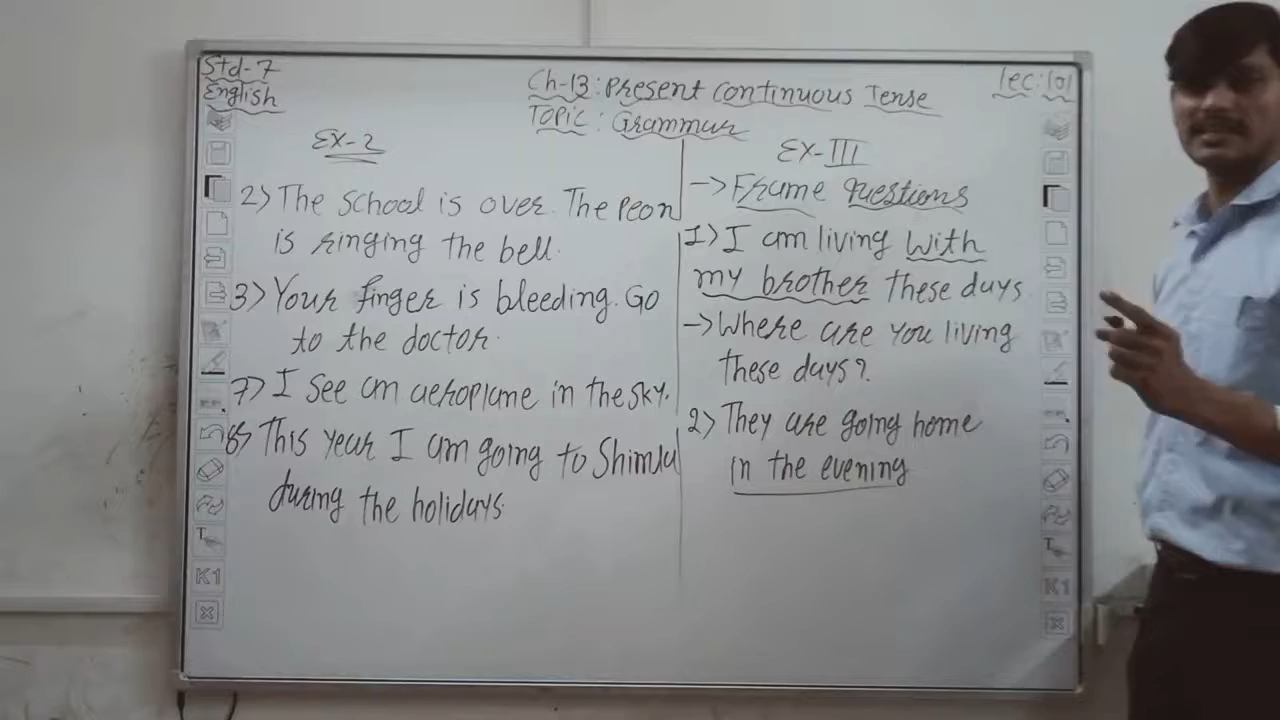 Std-7
English
Ch-13: Present Continuous Tense
TOPIC: Grammar
lec:101
EX-2
2) The school is over. The Peon
is ringing the bell.
3) Your finger is bleeding. Go
to the doctor.
7) I see an aeroplane in the sky.
8) This year I am going to Shimla
during the holidays.
EX-III
-> Frame Questions
1) I am living with
my brother these days
-> Where are you living
these days?
2) They are going home
in the evening
T
K1
T
K1